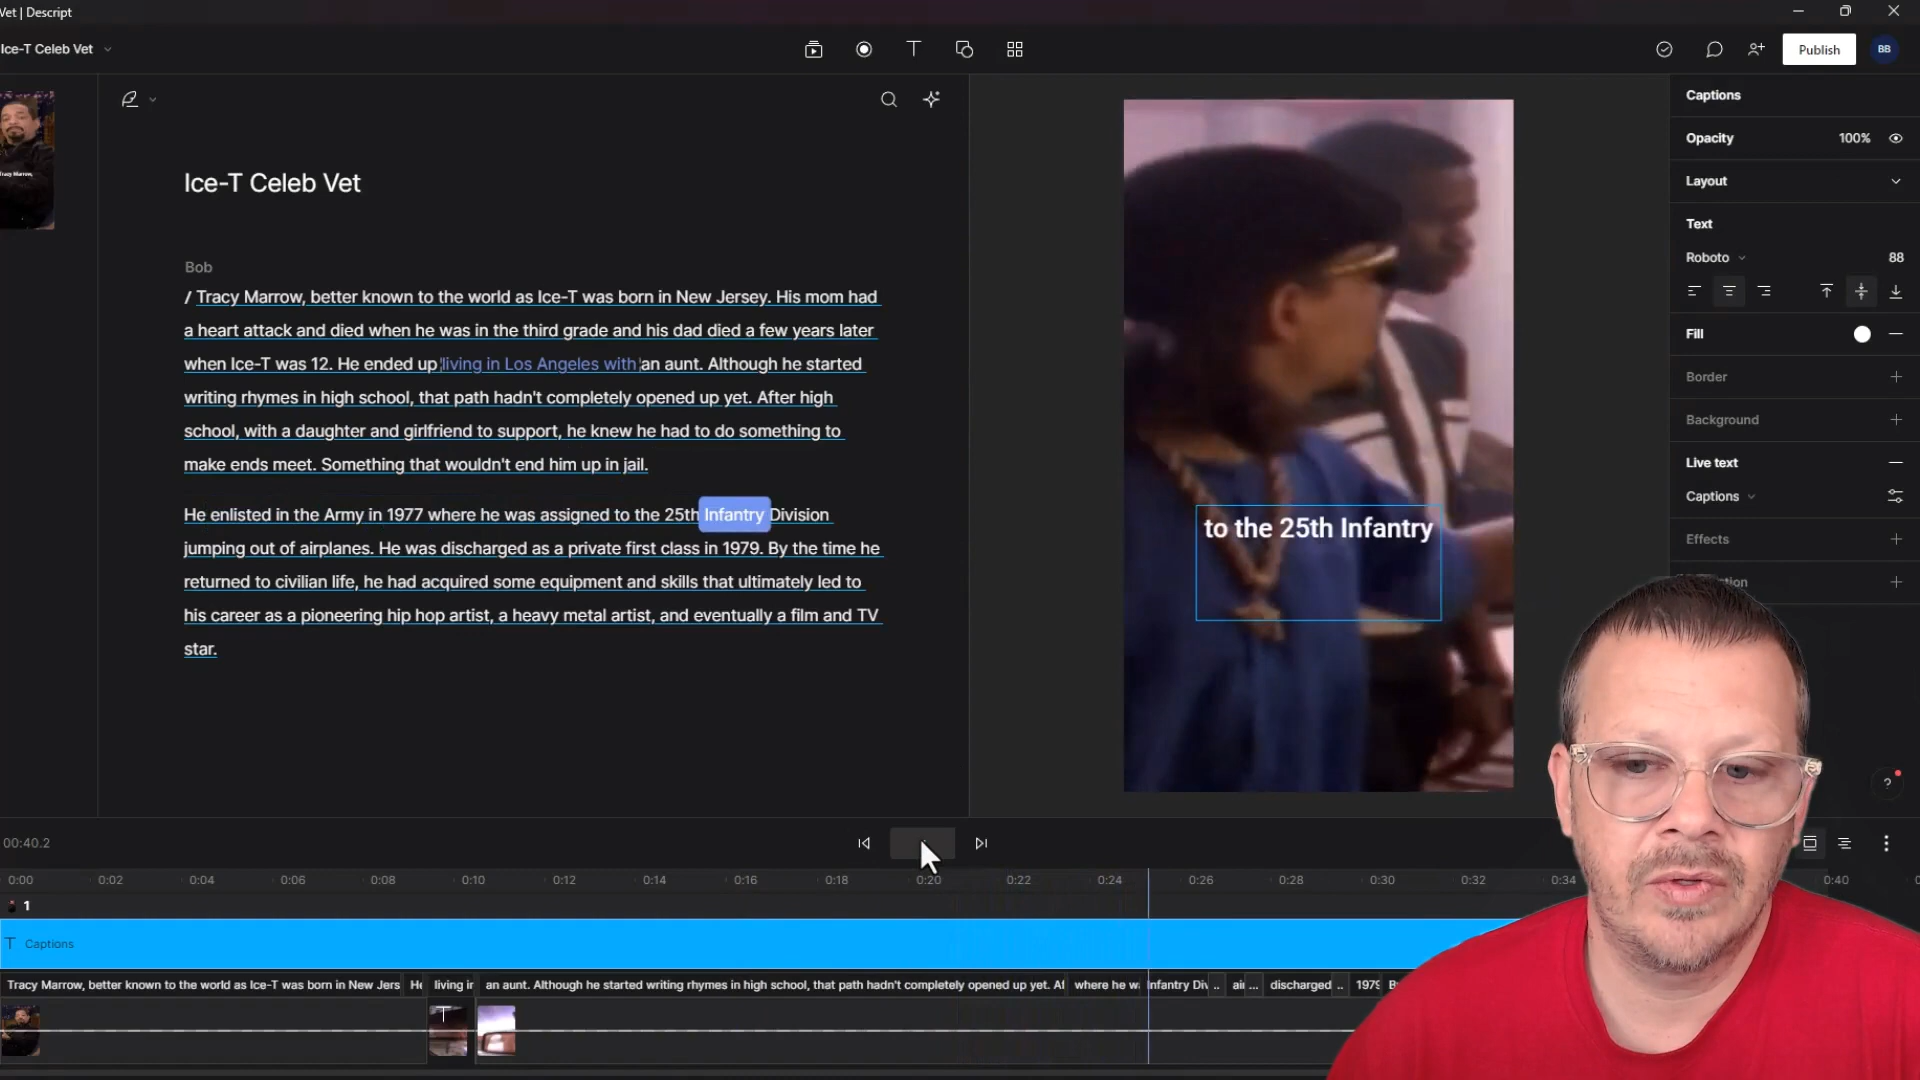 Vet | Descript
Ice-T Celeb Vet
Publish
BB
Tracy Marrow,
Ice-T Celeb Vet
Bob
/ Tracy Marrow, better known to the world as Ice-T was born in New Jersey. His mom had
a heart attack and died when he was in the third grade and his dad died a few years later
when Ice-T was 12. He ended up living in Los Angeles with an aunt. Although he started
writing rhymes in high school, that path hadn't completely opened up yet. After high
school, with a daughter and girlfriend to support, he knew he had to do something to
make ends meet. Something that wouldn't end him up in jail.
He enlisted in the Army in 1977 where he was assigned to the 25th Infantry Division
jumping out of airplanes. He was discharged as a private first class in 1979. By the time he
returned to civilian life, he had acquired some equipment and skills that ultimately led to
his career as a pioneering hip hop artist, a heavy metal artist, and eventually a film and TV
star.
to the 25th Infantry
Captions
Opacity 100%
Layout
Text
Roboto 88
Fill
Border
Background
Live text
Captions
Effects
?
00:40.2
0:00 0:02 0:04 0:06 0:08 0:10 0:12 0:14 0:16 0:18 0:20 0:22 0:24 0:26 0:28 0:30 0:32 0:34 0:40
1
T Captions
Tracy Marrow, better known to the world as Ice-T was born in New Jers He living in an aunt. Although he started writing rhymes in high school, that path hadn't completely opened up yet. Af where he wa Infantry Div .. air ... discharged .. 1979
T